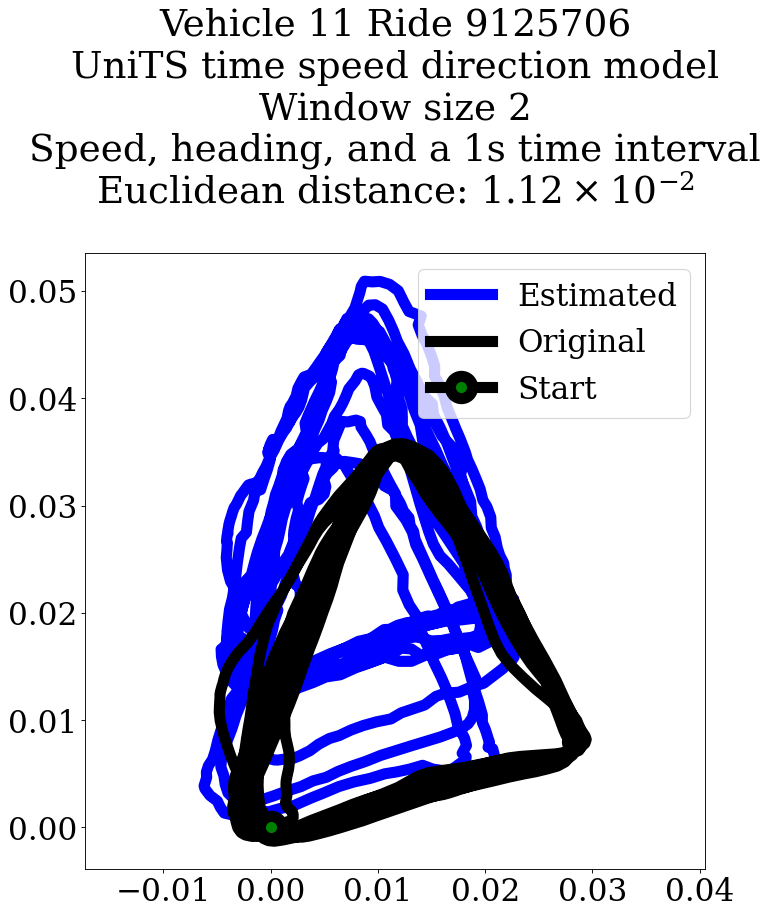 Vehicle 11 Ride 9125706
UniTS time speed direction model
Window size 2
Speed, heading, and a 1s time interval
Euclidean distance: 1.12 × 10⁻²
Estimated
Original
Start
0.05
0.04
0.03
0.02
0.01
0.00
−0.01 0.00 0.01 0.02 0.03 0.04